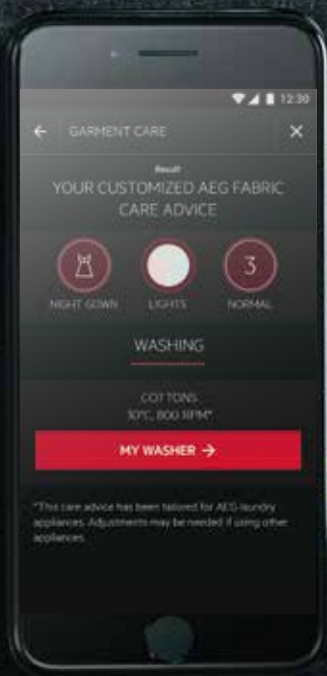 12:30
GARMENT CARE
Result
YOUR CUSTOMIZED AEG FABRIC
CARE ADVICE
3
NIGHT GOWN LIGHTS NORMAL
WASHING
COTTONS
30°C, 800 RPM*
MY WASHER →
*This care advice has been tailored for AEG laundry
appliances. Adjustments may be needed if using other
appliances.